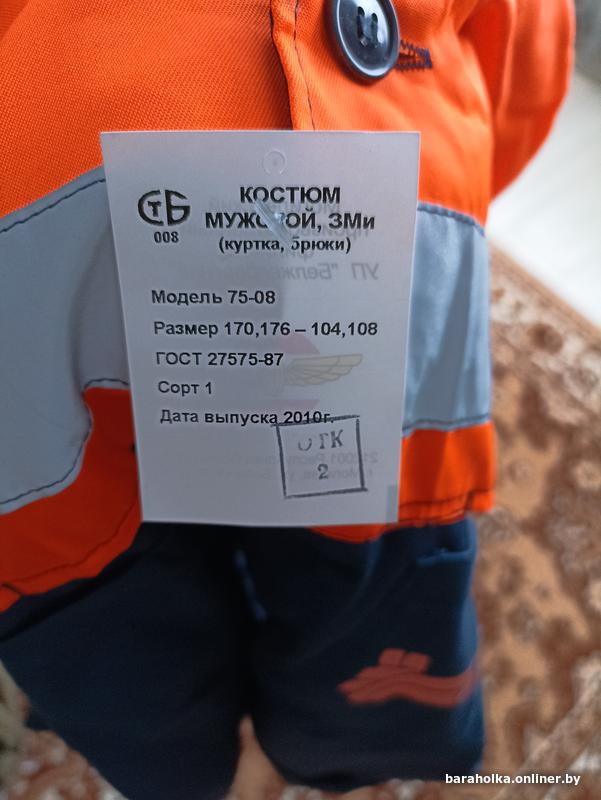 СТБ
008
КОСТЮМ
МУЖСКОЙ, ЗМи
(куртка, брюки)
Модель 75-08
Размер 170,176 – 104,108
ГОСТ 27575-87
Сорт 1
Дата выпуска 2010г.
ОТК
2
baraholka.onliner.by